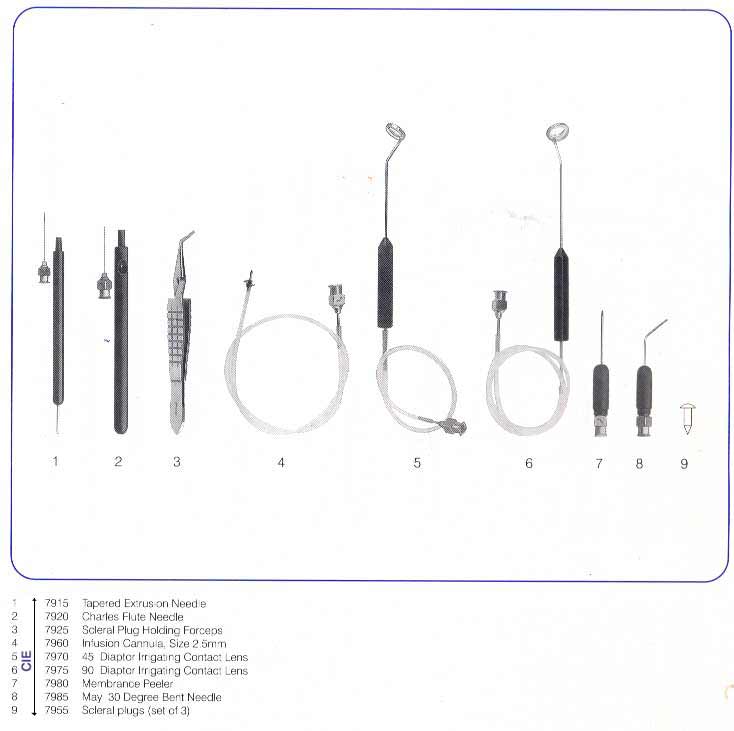 1 2 3 4 5 6 7 8 9
1 7915 Tapered Extrusion Needle
2 7920 Charles Flute Needle
3 7925 Scleral Plug Holding Forceps
4 7960 Infusion Cannula, Size 2.5mm
5 7970 45 Diaptor Irrigating Contact Lens
6 7975 90 Diaptor Irrigating Contact Lens
7 7980 Membrance Peeler
8 7985 May 30 Degree Bent Needle
9 7955 Scleral plugs (set of 3)
CIE